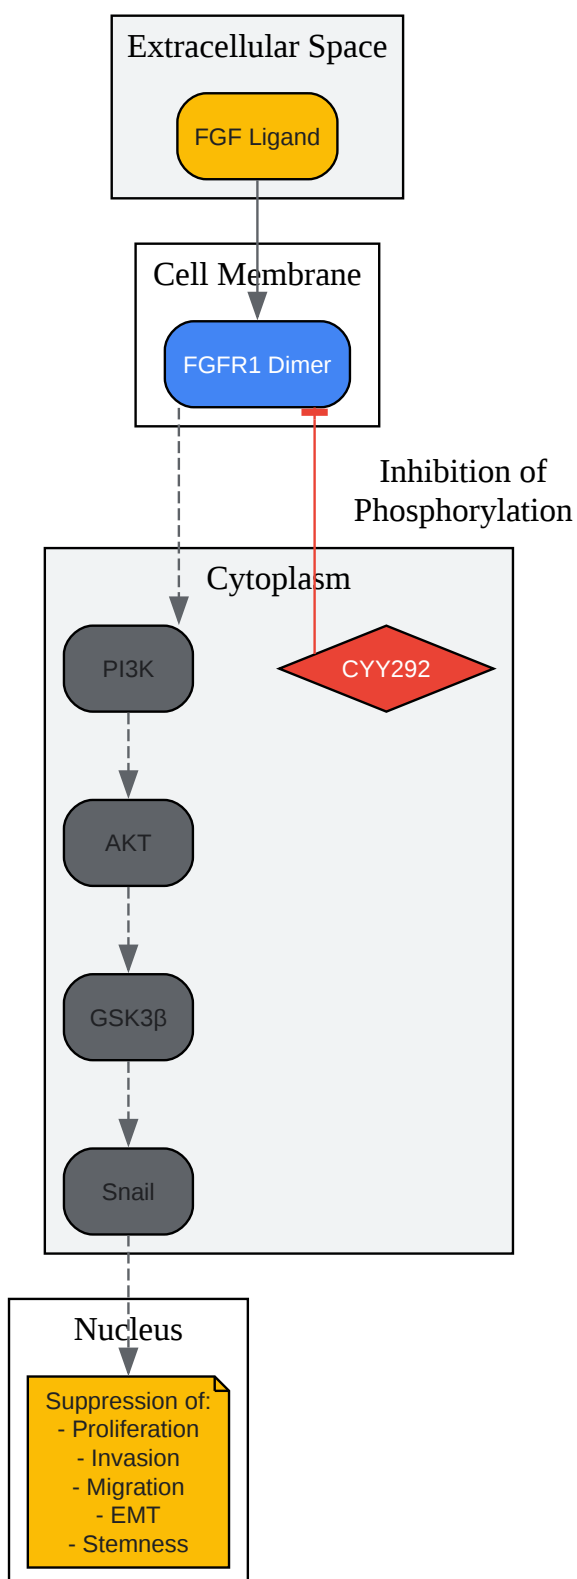 Extracellular Space
FGF Ligand
Cell Membrane
FGFR1 Dimer
Inhibition of
Phosphorylation
Cytoplasm
PI3K
CYY292
AKT
GSK3β
Snail
Nucleus
Suppression of:
- Proliferation
- Invasion
- Migration
- EMT
- Stemness